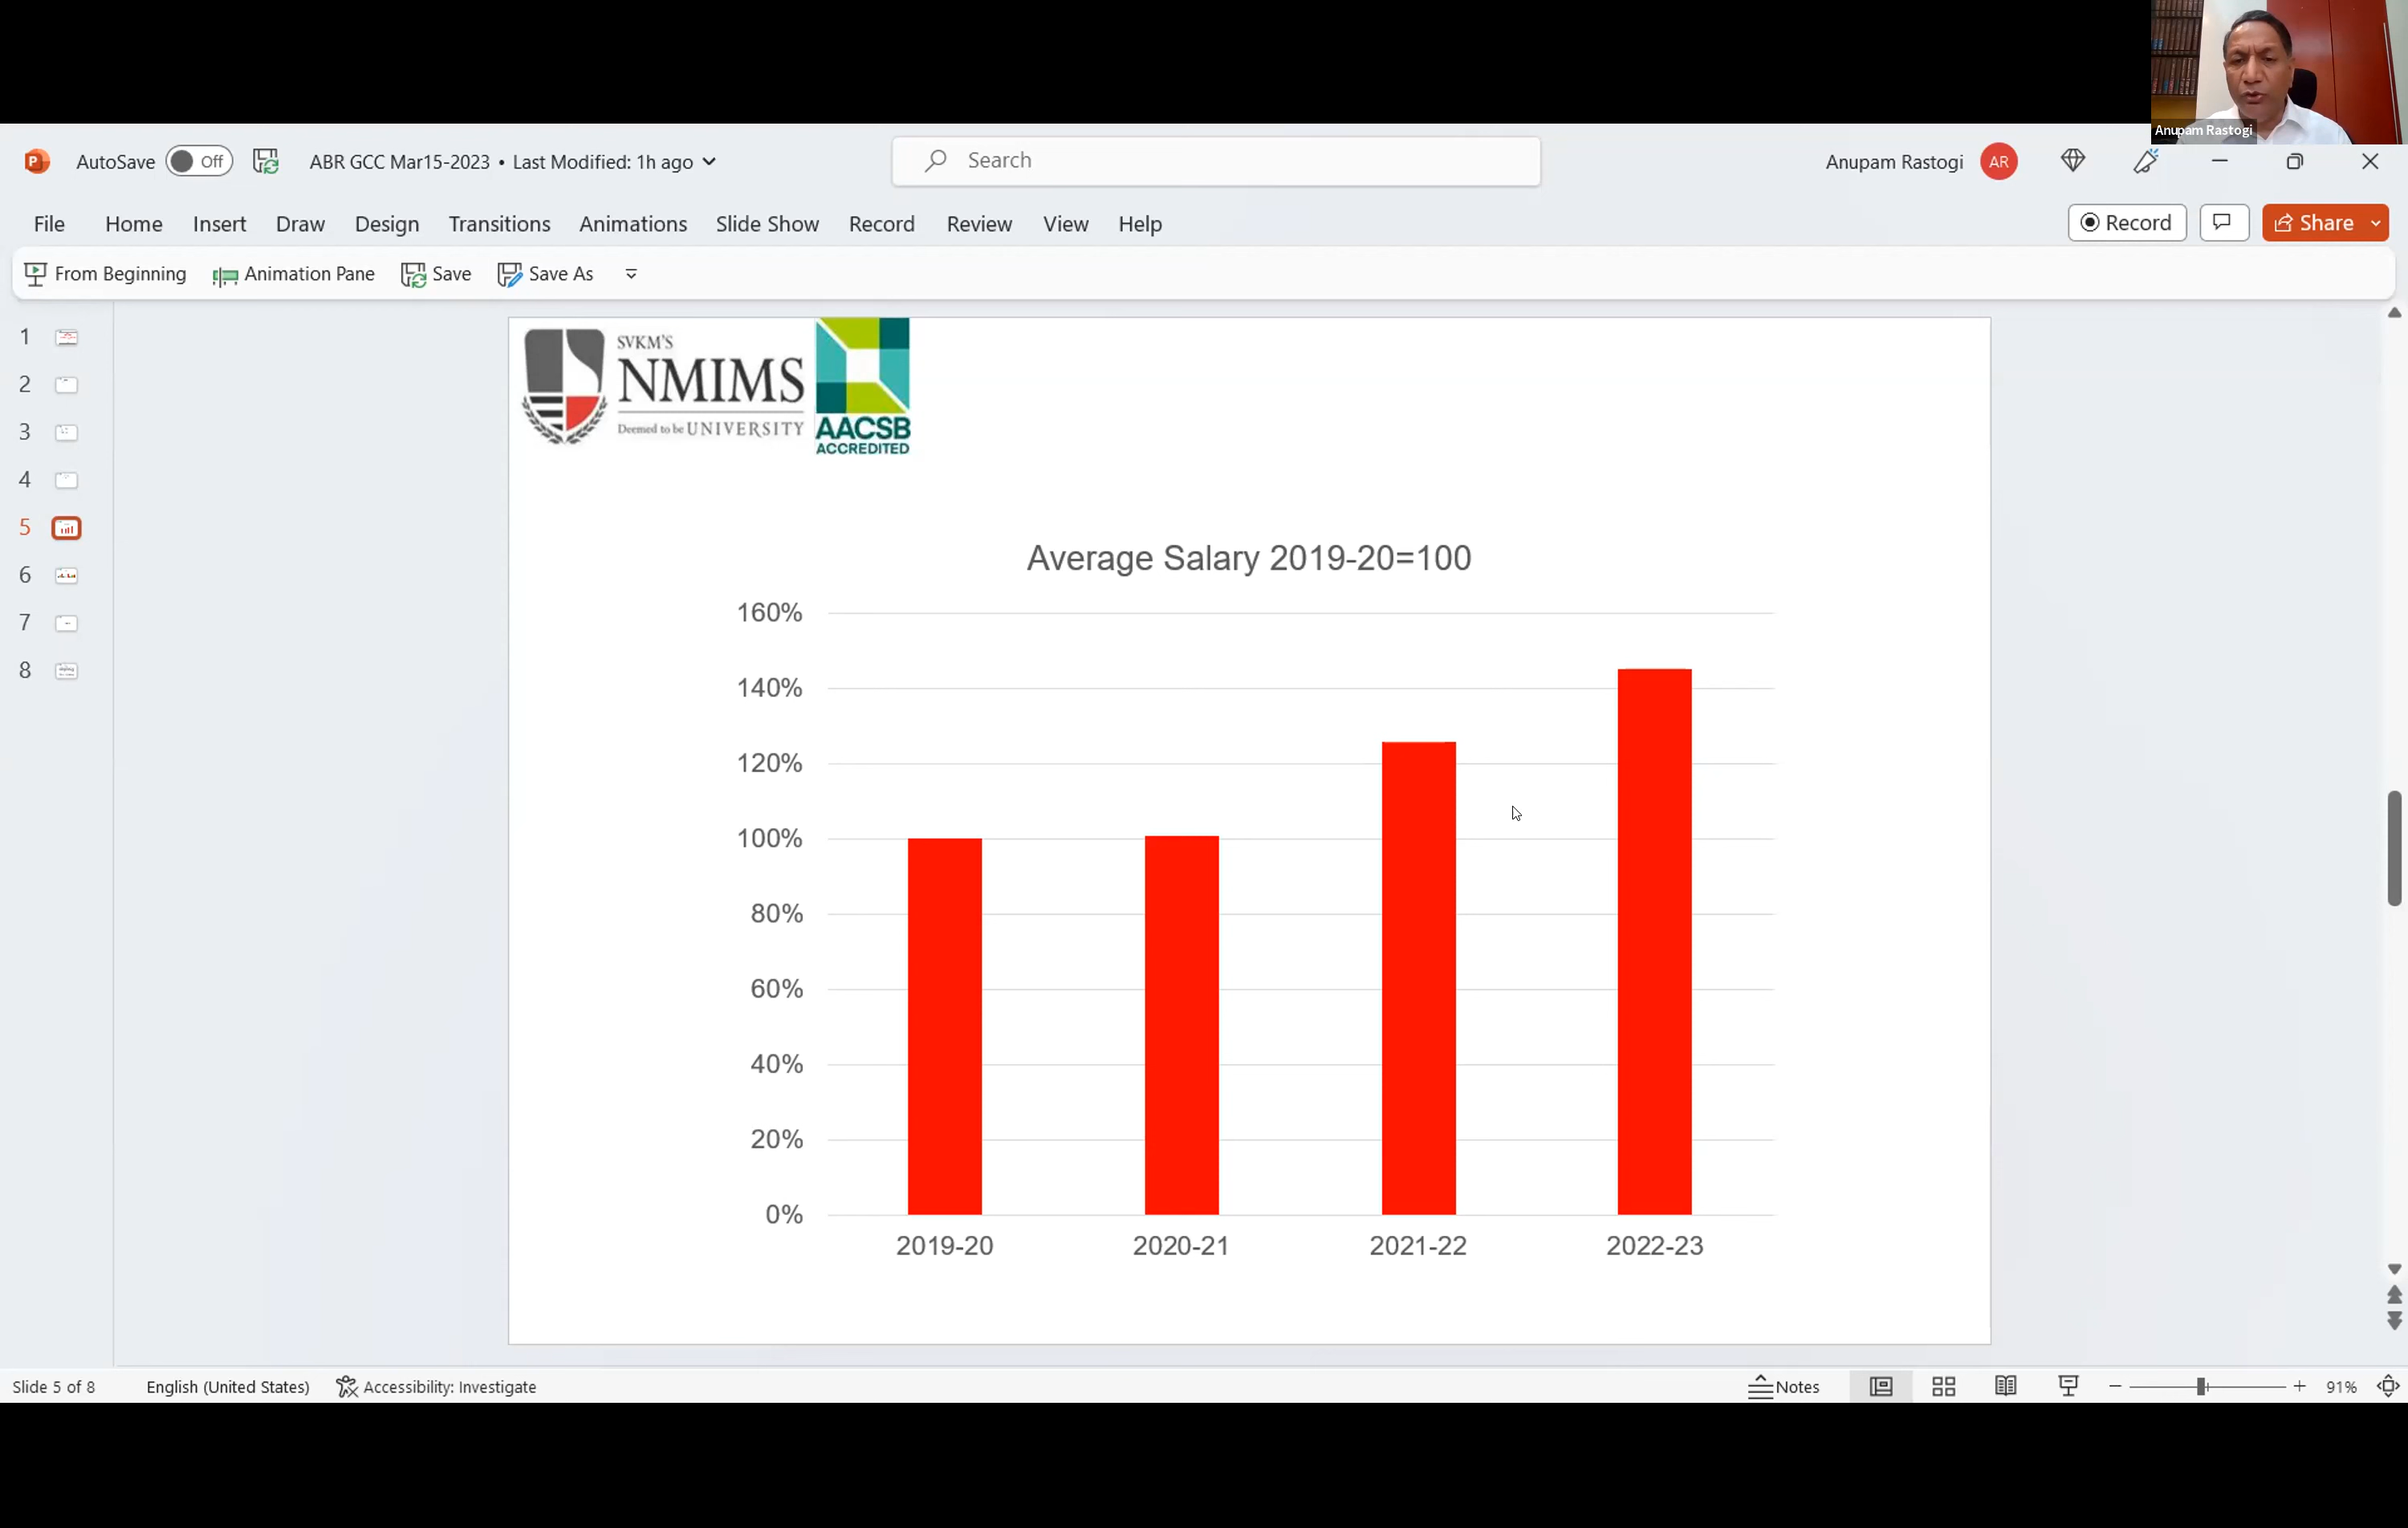 Anupam Rastogi
AutoSave Off ABR GCC Mar15-2023 • Last Modified: 1h ago Search Anupam Rastogi AR
File Home Insert Draw Design Transitions Animations Slide Show Record Review View Help Record Share
From Beginning Animation Pane Save Save As
1
2
3
4
5
6
7
8
SVKM'S
NMIMS
Deemed to be UNIVERSITY
AACSB
ACCREDITED
Average Salary 2019-20=100
160%
140%
120%
100%
80%
60%
40%
20%
0%
2019-20 2020-21 2021-22 2022-23
Slide 5 of 8 English (United States) Accessibility: Investigate Notes 91%